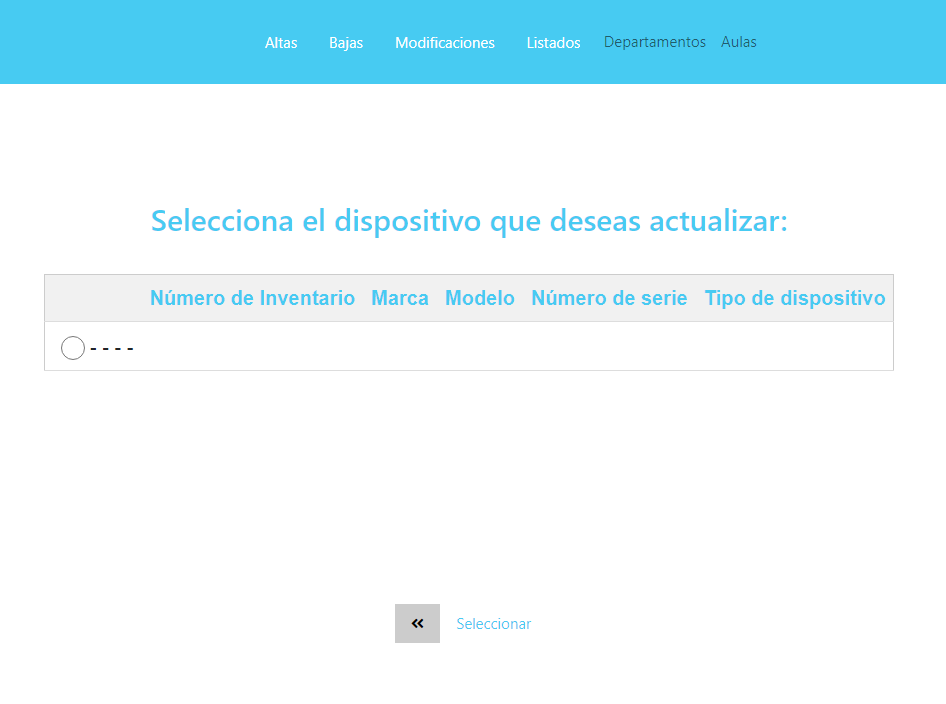 Altas Bajas Modificaciones Listados Departamentos Aulas
Selecciona el dispositivo que deseas actualizar:
Número de Inventario Marca Modelo Número de serie Tipo de dispositivo
- - - -
« Seleccionar